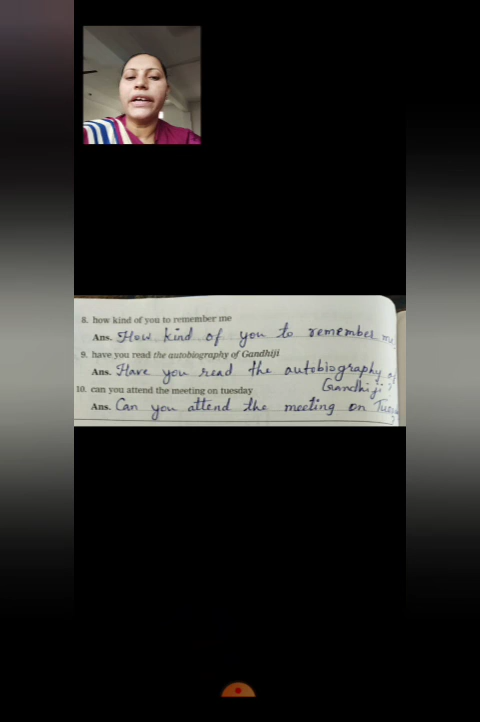 8. how kind of you to remember me
Ans. How kind of you to remember me
9. have you read the autobiography of Gandhiji
Ans. Have you read the autobiography of
Gandhiji?
10. can you attend the meeting on tuesday
Ans. Can you attend the meeting on
?